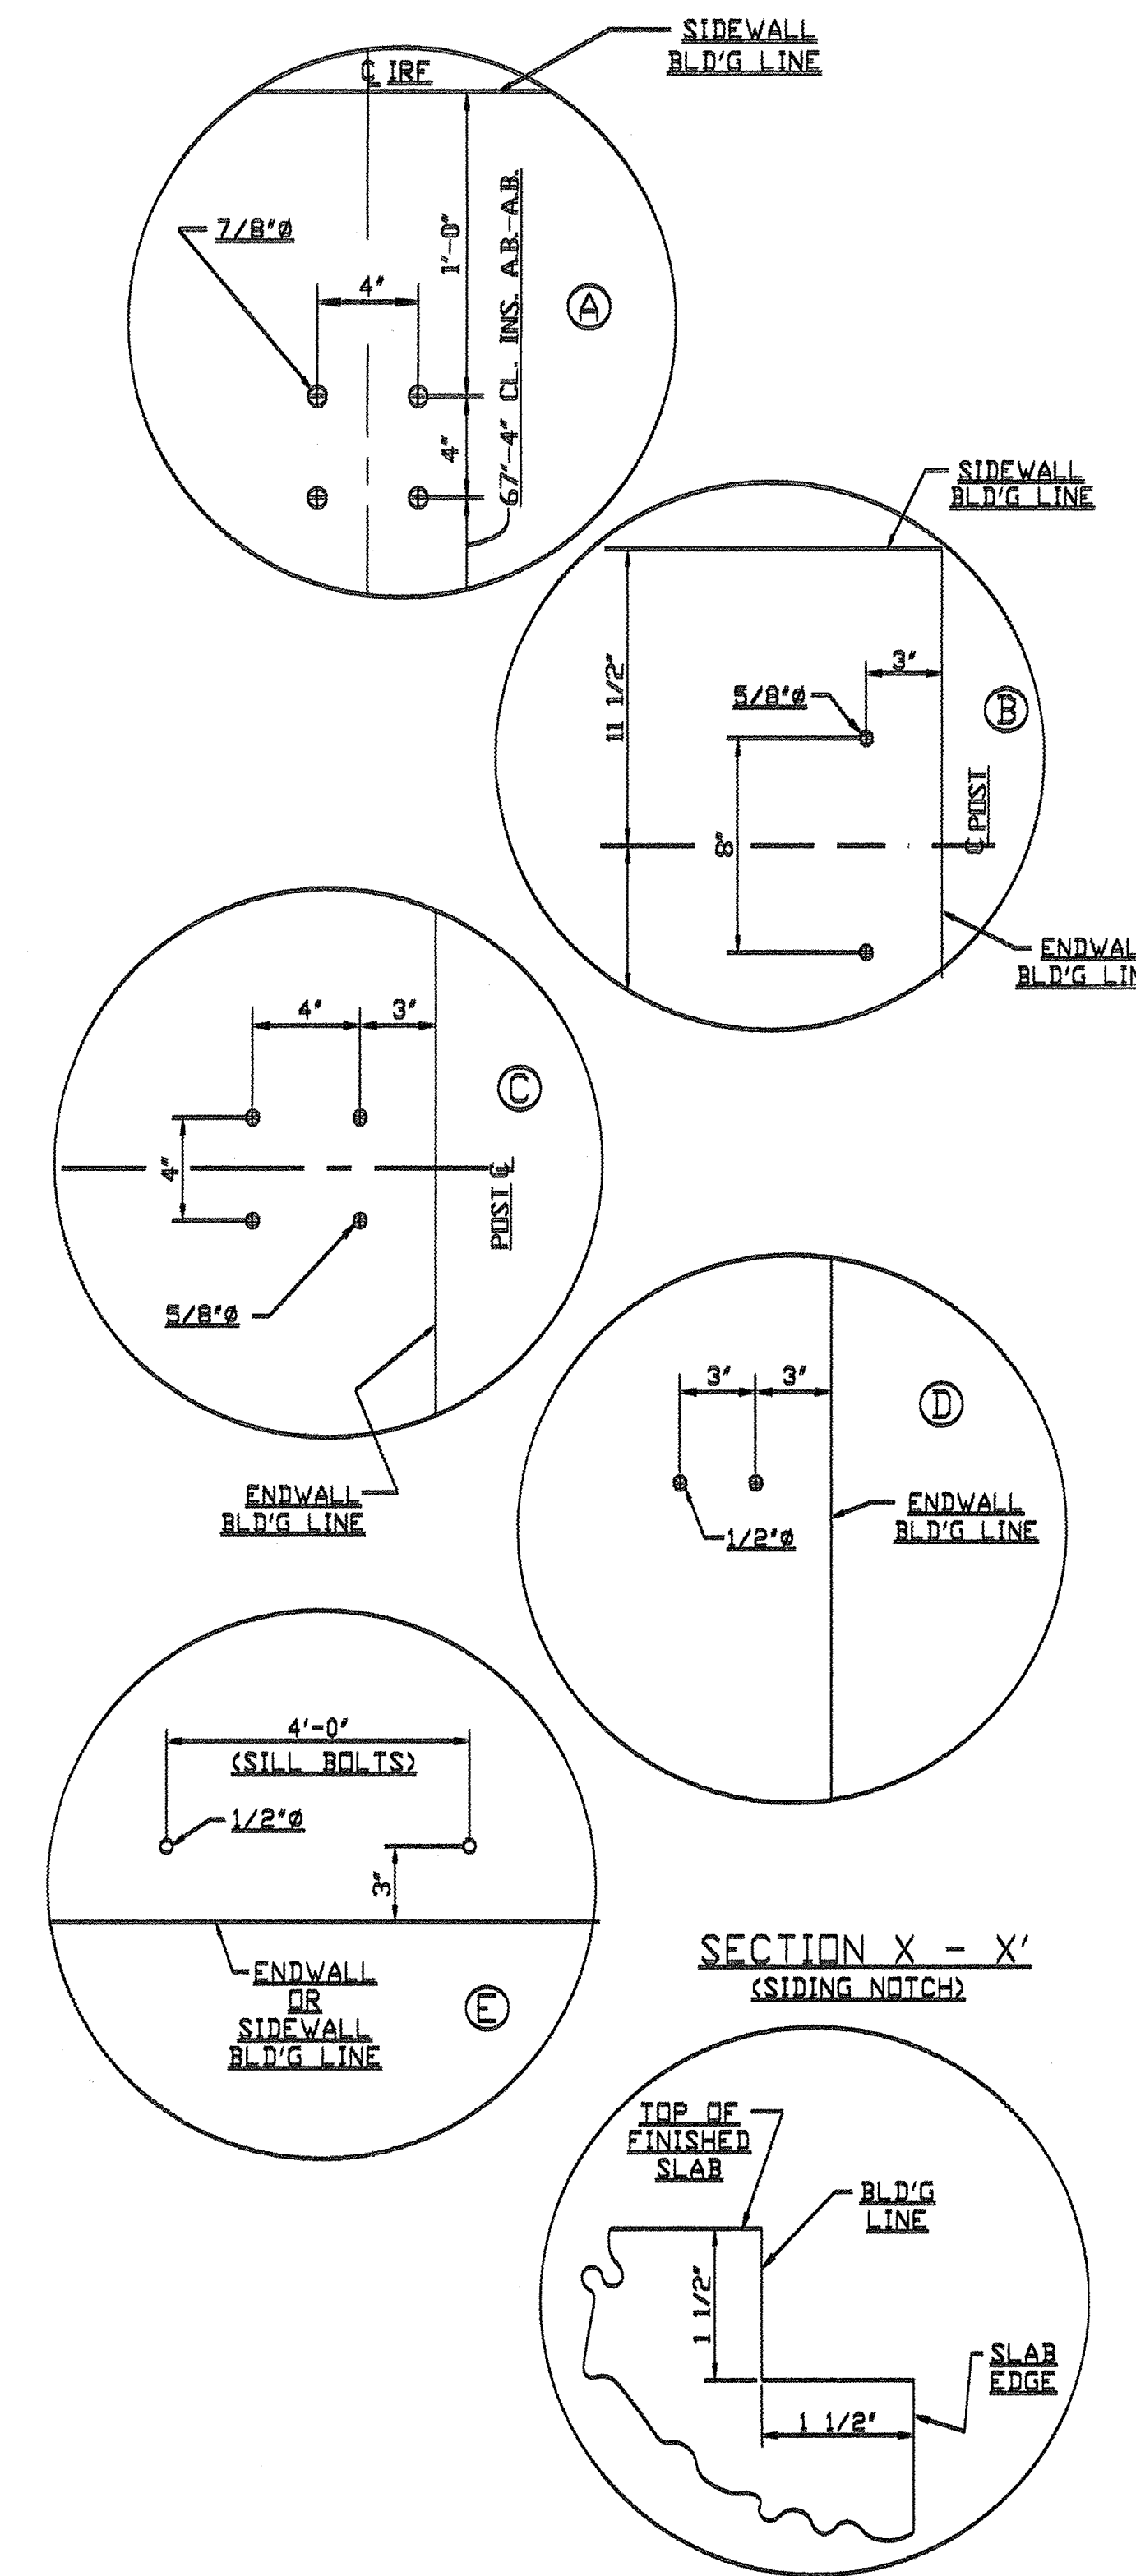 SIDEWALL
BLD'G LINE
℄ IRF
7/8"Ø
4"
1'-0"
4"
67'-4" CL. INS. A.B.-A.B.
A
SIDEWALL
BLD'G LINE
11 1/2"
3"
5/8"Ø
8"
B
℄ POST
ENDWAL
BLD'G LIN
4"
3"
4"
C
POST ℄
5/8"Ø
ENDWALL
BLD'G LINE
3"
3"
D
1/2"Ø
ENDWALL
BLD'G LINE
4'-0"
(SILL BOLTS)
1/2"Ø
3"
ENDWALL
OR
SIDEWALL
BLD'G LINE
E
SECTION X - X'
(SIDING NOTCH)
TOP OF
FINISHED
SLAB
BLD'G
LINE
1 1/2"
1 1/2"
SLAB
EDGE